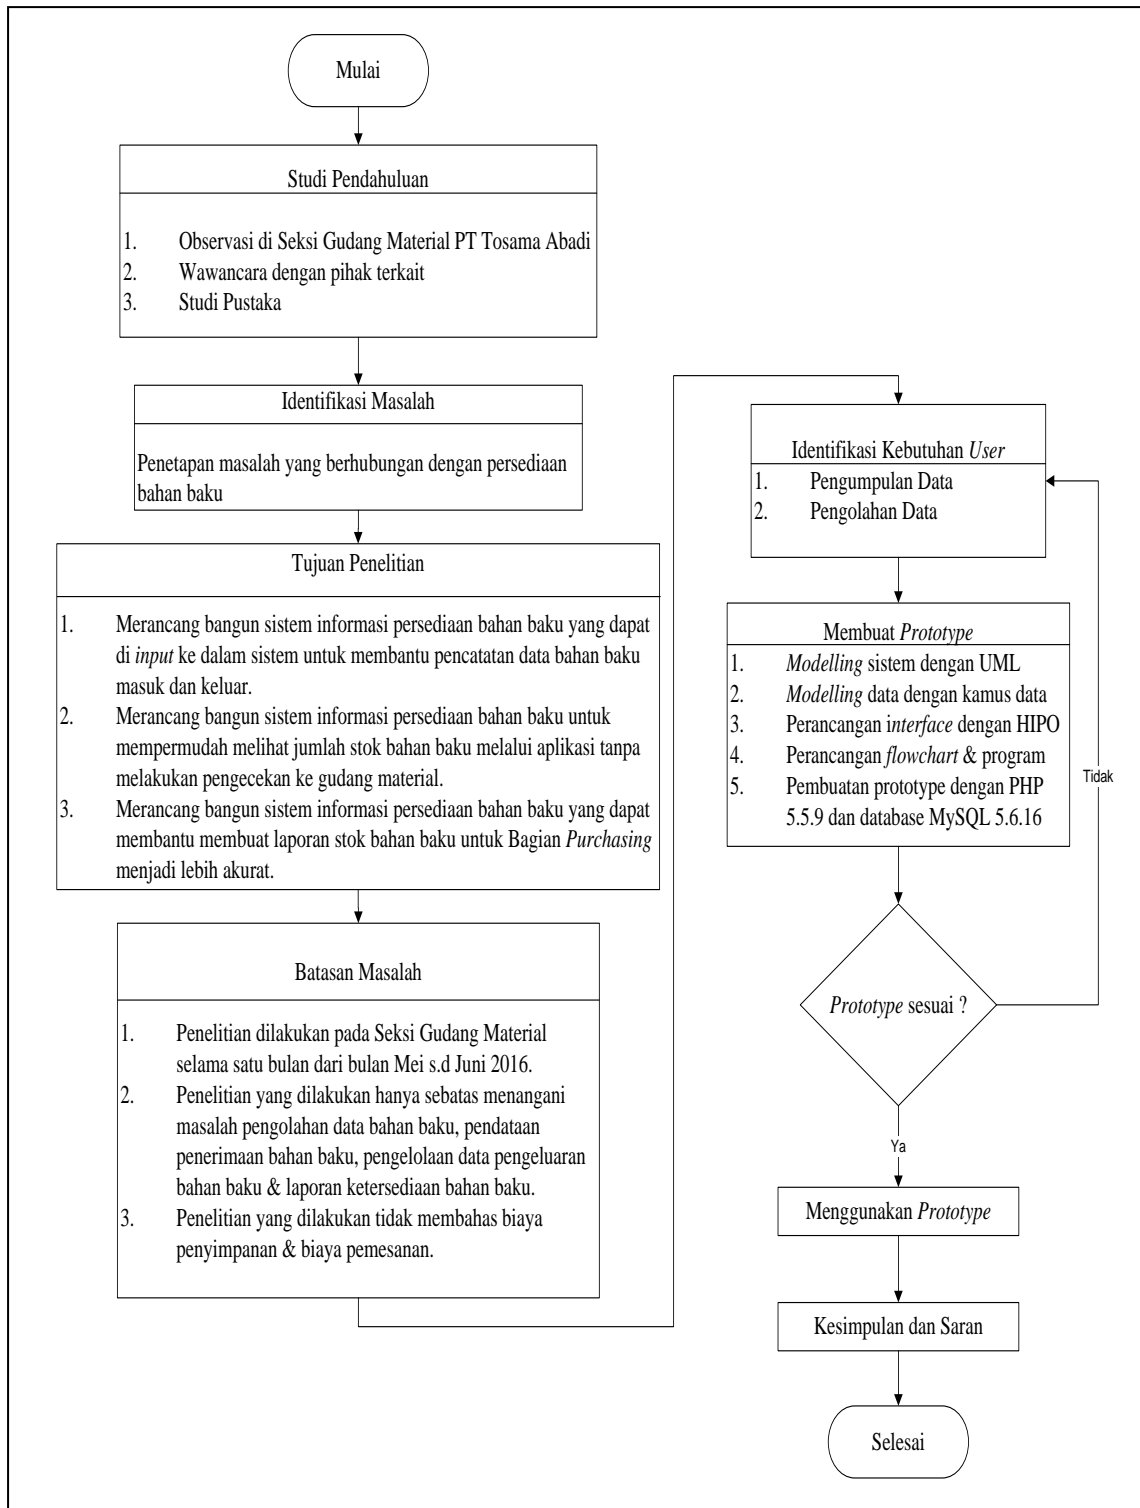 Mulai
Studi Pendahuluan
1. Observasi di Seksi Gudang Material PT Tosama Abadi
2. Wawancara dengan pihak terkait
3. Studi Pustaka
Identifikasi Masalah
Penetapan masalah yang berhubungan dengan persediaan
bahan baku
Tujuan Penelitian
1. Merancang bangun sistem informasi persediaan bahan baku yang dapat
di input ke dalam sistem untuk membantu pencatatan data bahan baku
masuk dan keluar.
2. Merancang bangun sistem informasi persediaan bahan baku untuk
mempermudah melihat jumlah stok bahan baku melalui aplikasi tanpa
melakukan pengecekan ke gudang material.
3. Merancang bangun sistem informasi persediaan bahan baku yang dapat
membantu membuat laporan stok bahan baku untuk Bagian Purchasing
menjadi lebih akurat.
Batasan Masalah
1. Penelitian dilakukan pada Seksi Gudang Material
selama satu bulan dari bulan Mei s.d Juni 2016.
2. Penelitian yang dilakukan hanya sebatas menangani
masalah pengolahan data bahan baku, pendataan
penerimaan bahan baku, pengelolaan data pengeluaran
bahan baku & laporan ketersediaan bahan baku.
3. Penelitian yang dilakukan tidak membahas biaya
penyimpanan & biaya pemesanan.
Identifikasi Kebutuhan User
1. Pengumpulan Data
2. Pengolahan Data
Membuat Prototype
1. Modelling sistem dengan UML
2. Modelling data dengan kamus data
3. Perancangan interface dengan HIPO
4. Perancangan flowchart & program
5. Pembuatan prototype dengan PHP
5.5.9 dan database MySQL 5.6.16
Tidak
Prototype sesuai ?
Ya
Menggunakan Prototype
Kesimpulan dan Saran
Selesai